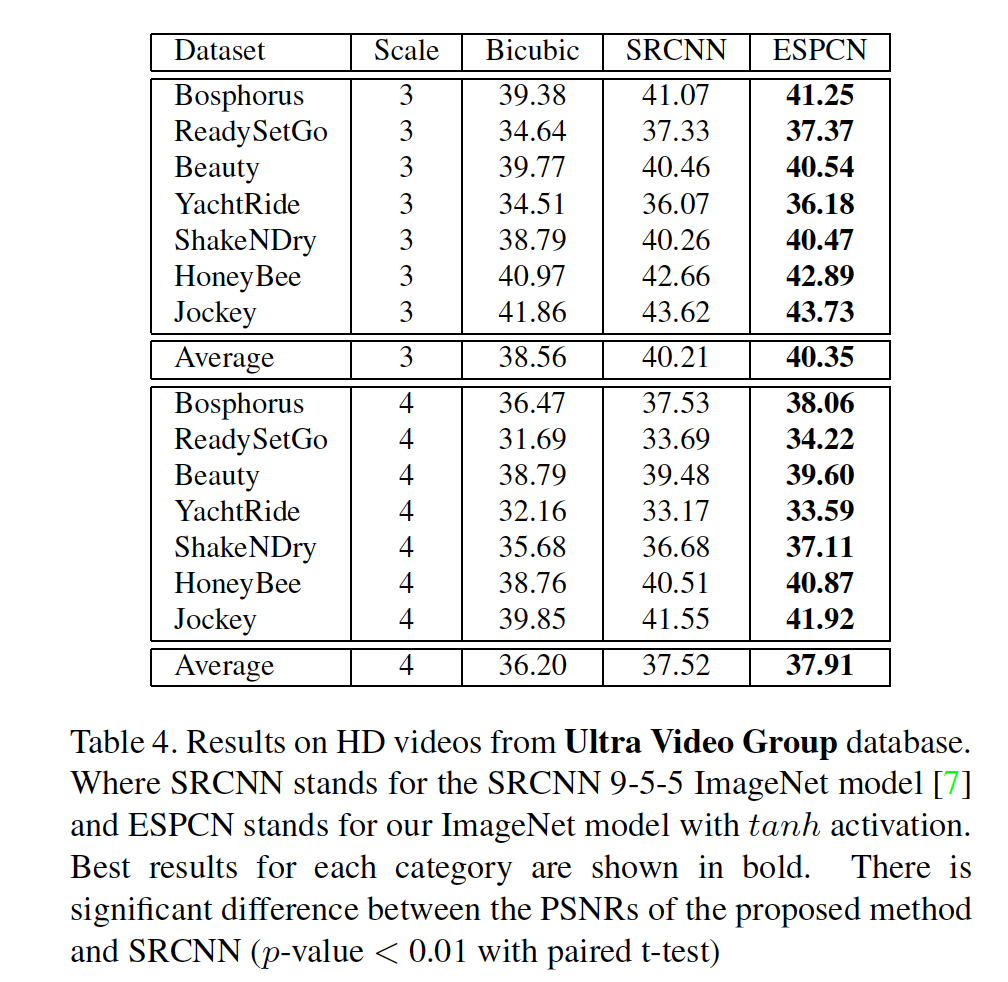 Dataset Scale Bicubic SRCNN ESPCN
Bosphorus 3 39.38 41.07 41.25
ReadySetGo 3 34.64 37.33 37.37
Beauty 3 39.77 40.46 40.54
YachtRide 3 34.51 36.07 36.18
ShakeNDry 3 38.79 40.26 40.47
HoneyBee 3 40.97 42.66 42.89
Jockey 3 41.86 43.62 43.73
Average 3 38.56 40.21 40.35
Bosphorus 4 36.47 37.53 38.06
ReadySetGo 4 31.69 33.69 34.22
Beauty 4 38.79 39.48 39.60
YachtRide 4 32.16 33.17 33.59
ShakeNDry 4 35.68 36.68 37.11
HoneyBee 4 38.76 40.51 40.87
Jockey 4 39.85 41.55 41.92
Average 4 36.20 37.52 37.91
Table 4. Results on HD videos from Ultra Video Group database.
Where SRCNN stands for the SRCNN 9-5-5 ImageNet model [7]
and ESPCN stands for our ImageNet model with tanh activation.
Best results for each category are shown in bold. There is
significant difference between the PSNRs of the proposed method
and SRCNN (p-value < 0.01 with paired t-test)